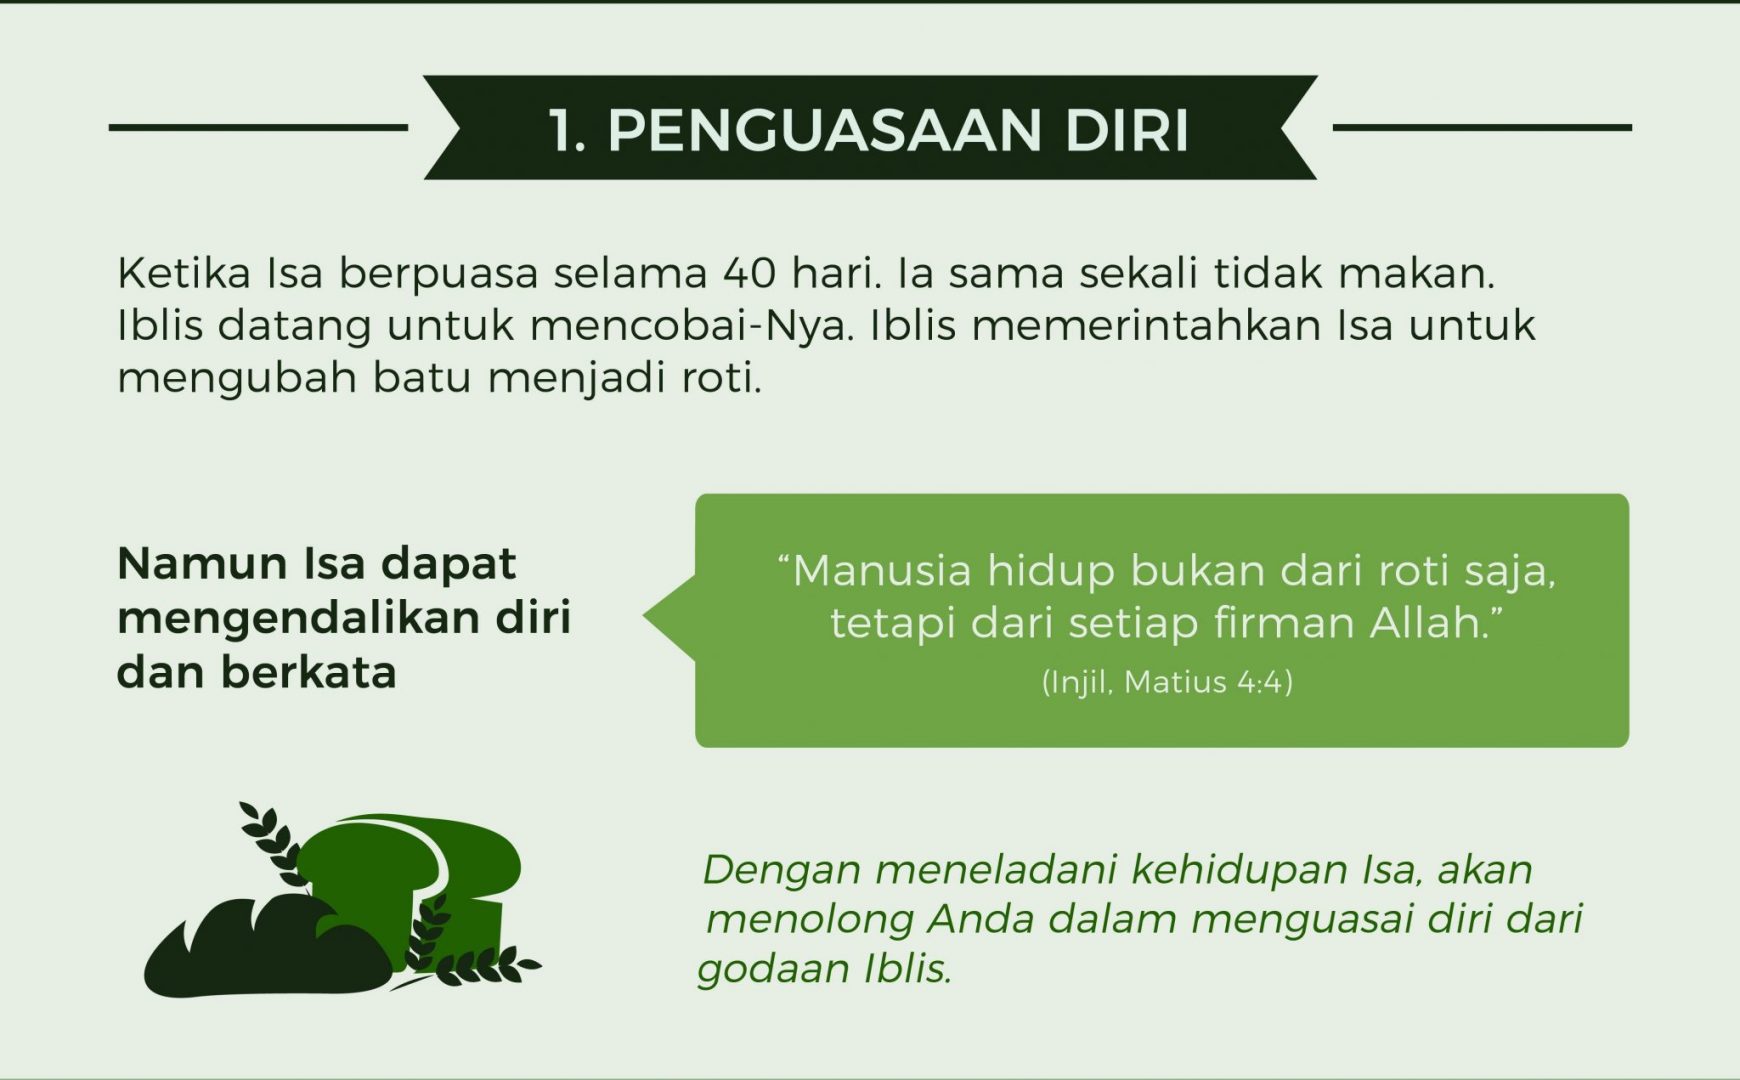 1. PENGUASAAN DIRI
Ketika Isa berpuasa selama 40 hari. Ia sama sekali tidak makan.
Iblis datang untuk mencobai-Nya. Iblis memerintahkan Isa untuk
mengubah batu menjadi roti.
Namun Isa dapat
mengendalikan diri
dan berkata
“Manusia hidup bukan dari roti saja,
tetapi dari setiap firman Allah.”
(Injil, Matius 4:4)
Dengan meneladani kehidupan Isa, akan
menolong Anda dalam menguasai diri dari
godaan Iblis.